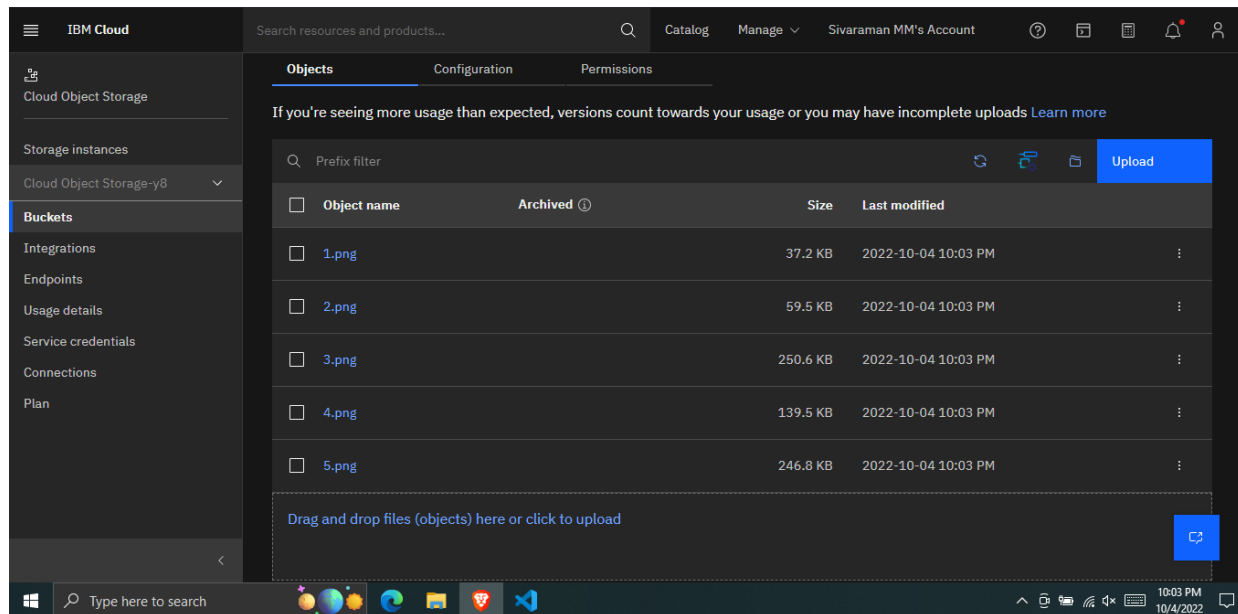 IBM Cloud
Search resources and products...
Catalog
Manage
Sivaraman MM's Account
Cloud Object Storage
Storage instances
Cloud Object Storage-y8
Buckets
Integrations
Endpoints
Usage details
Service credentials
Connections
Plan
Objects
Configuration
Permissions
If you're seeing more usage than expected, versions count towards your usage or you may have incomplete uploads Learn more
Prefix filter
Upload
Object name Archived Size Last modified
1.png 37.2 KB 2022-10-04 10:03 PM
2.png 59.5 KB 2022-10-04 10:03 PM
3.png 250.6 KB 2022-10-04 10:03 PM
4.png 139.5 KB 2022-10-04 10:03 PM
5.png 246.8 KB 2022-10-04 10:03 PM
Drag and drop files (objects) here or click to upload
Type here to search
10:03 PM
10/4/2022